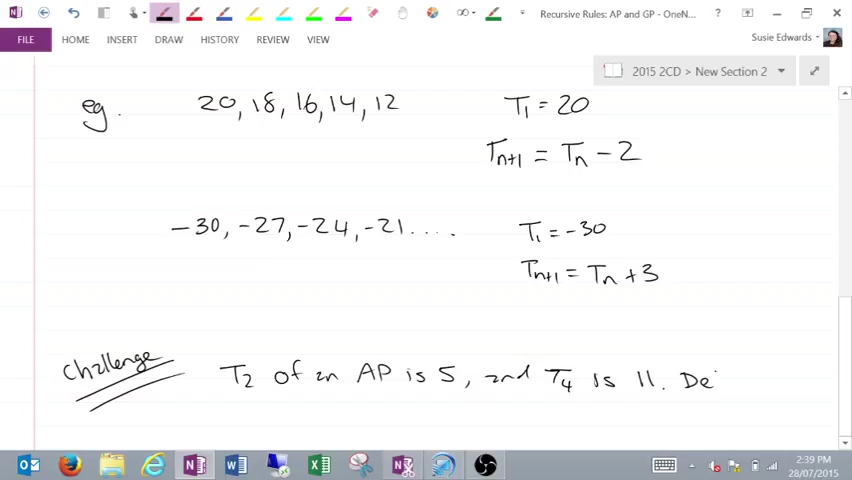 Recursive Rules: AP and GP - OneN...
Susie Edwards
FILE HOME INSERT DRAW HISTORY REVIEW VIEW
2015 2CD > New Section 2
eg. 20, 18, 16, 14, 12 T₁ = 20
Tₙ₊₁ = Tₙ - 2
-30, -27, -24, -21.... T₁ = -30
Tₙ₊₁ = Tₙ + 3
Challenge T₂ of an AP is 5, and T₄ is 11. De
2:39 PM
28/07/2015